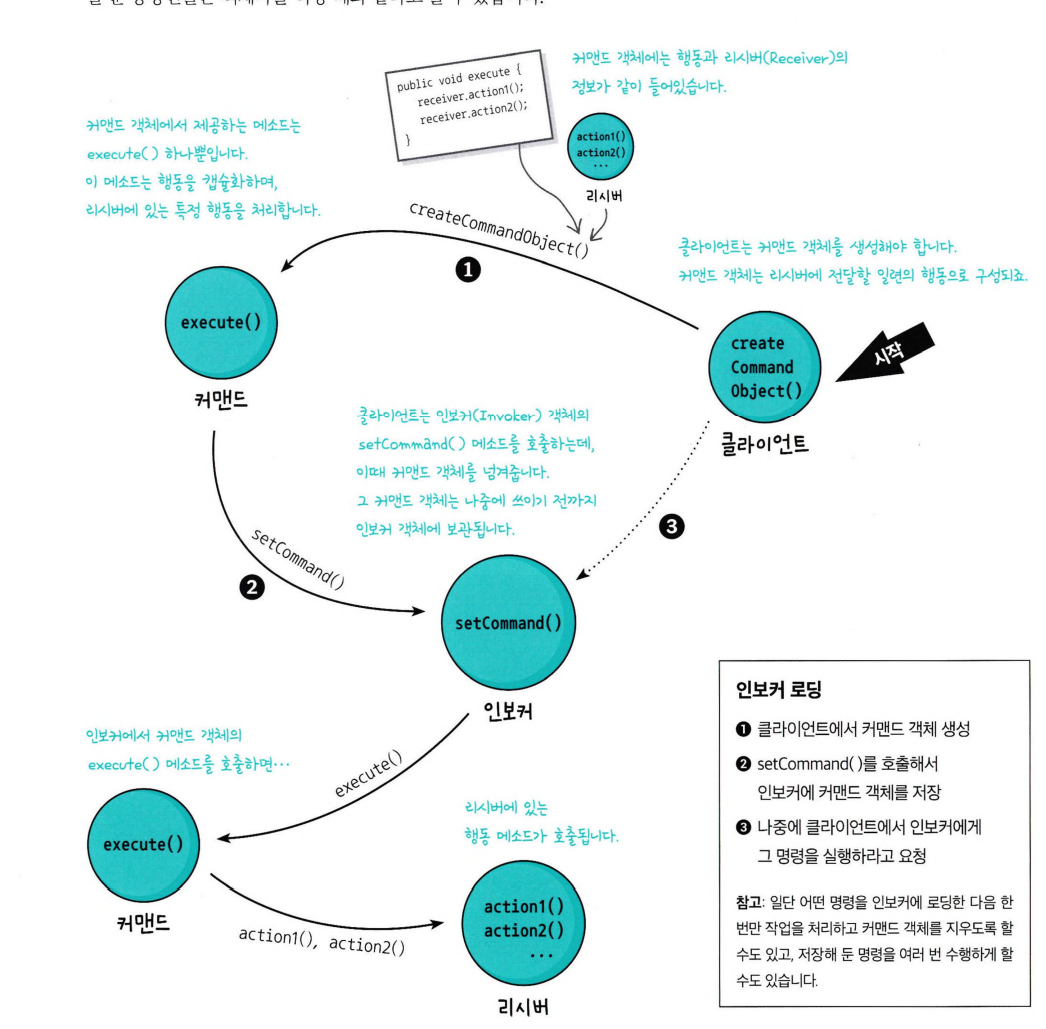 public void execute {
receiver.action1();
receiver.action2();
}
커맨드 객체에는 행동과 리시버(Receiver)의
정보가 같이 들어있습니다.
action1()
action2()
...
리시버
커맨드 객체에서 제공하는 메소드는
execute( ) 하나뿐입니다.
이 메소드는 행동을 캡슐화하며,
리시버에 있는 특정 행동을 처리합니다.
createCommandObject()
❶
클라이언트는 커맨드 객체를 생성해야 합니다.
커맨드 객체는 리시버에 전달할 일련의 행동으로 구성되죠.
execute()
커맨드
create
Command
Object()
시작
클라이언트
클라이언트는 인보커(Invoker) 객체의
setCommand( ) 메소드를 호출하는데,
이때 커맨드 객체를 넘겨줍니다.
그 커맨드 객체는 나중에 쓰이기 전까지
인보커 객체에 보관됩니다.
setCommand()
❷
❸
setCommand()
인보커
인보커에서 커맨드 객체의
execute( ) 메소드를 호출하면…
execute()
execute()
커맨드
리시버에 있는
행동 메소드가 호출됩니다.
action1(), action2()
action1()
action2()
...
리시버
인보커 로딩
❶ 클라이언트에서 커맨드 객체 생성
❷ setCommand( )를 호출해서
인보커에 커맨드 객체를 저장
❸ 나중에 클라이언트에서 인보커에게
그 명령을 실행하라고 요청
참고: 일단 어떤 명령을 인보커에 로딩한 다음 한
번만 작업을 처리하고 커맨드 객체를 지우도록 할
수도 있고, 저장해 둔 명령을 여러 번 수행하게 할
수도 있습니다.